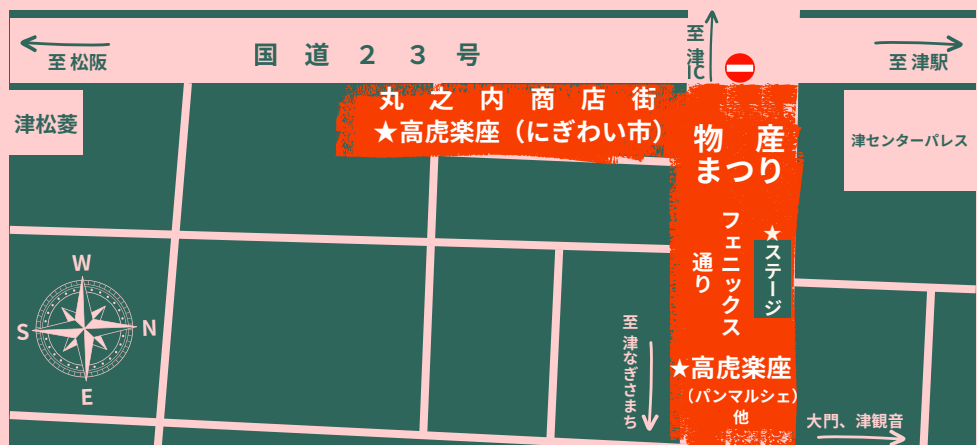 至 松阪
国 道 2 3 号
至 津IC
至 津駅
津松菱
丸 之 内 商 店 街
★高虎楽座（にぎわい市）
物 産
まつり
津センターパレス
フェニックス
通り
★ステージ
W
S
N
E
至 津なぎさまち
★高虎楽座
（パンマルシェ）
他
大門、津観音